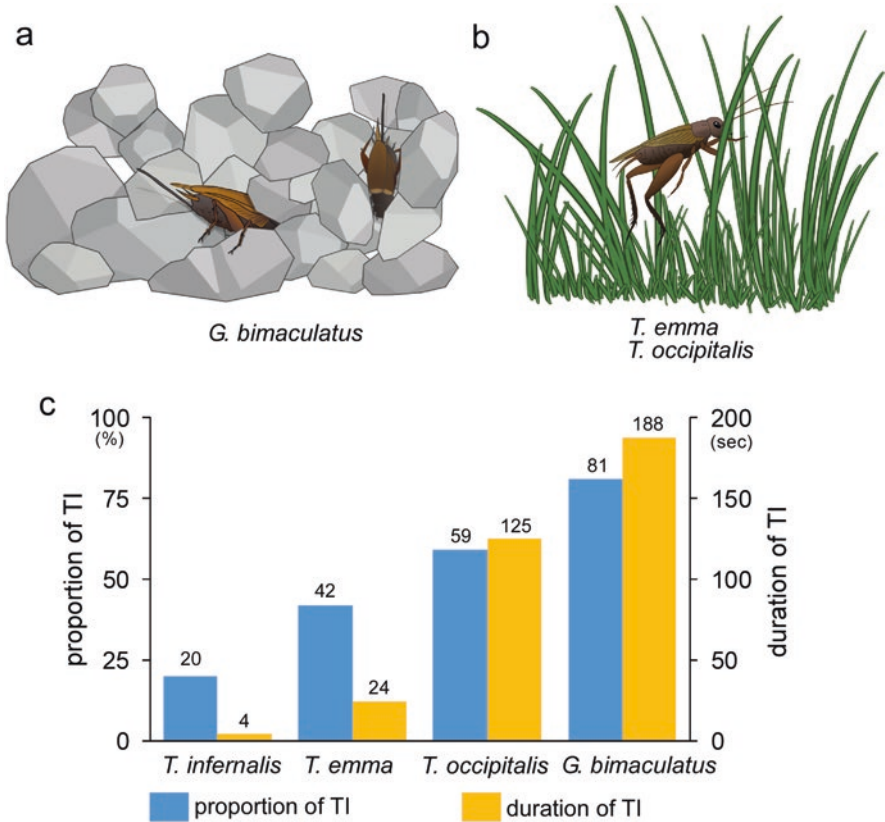 a
b
G. bimaculatus
T. emma
T. occipitalis
c
100
(%)
75
50
25
0
proportion of TI
200
(sec)
150
100
50
0
duration of TI
20
4
42
24
59
125
81
188
T. infernalis
T. emma
T. occipitalis
G. bimaculatus
proportion of TI
duration of TI